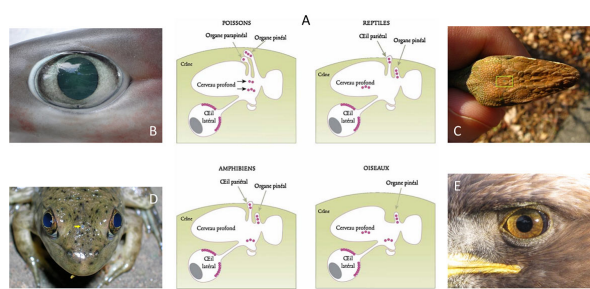 A
POISSONS
Organe parapinéal
Organe pinéal
Crâne
Cerveau profond
Œil
latéral
REPTILES
Œil pariétal
Organe pinéal
Crâne
Cerveau profond
Œil
latéral
B
C
AMPHIBIENS
Œil pariétal
Organe pinéal
Crâne
Cerveau profond
Œil
latéral
OISEAUX
Organe pinéal
Crâne
Cerveau profond
Œil
latéral
D
E